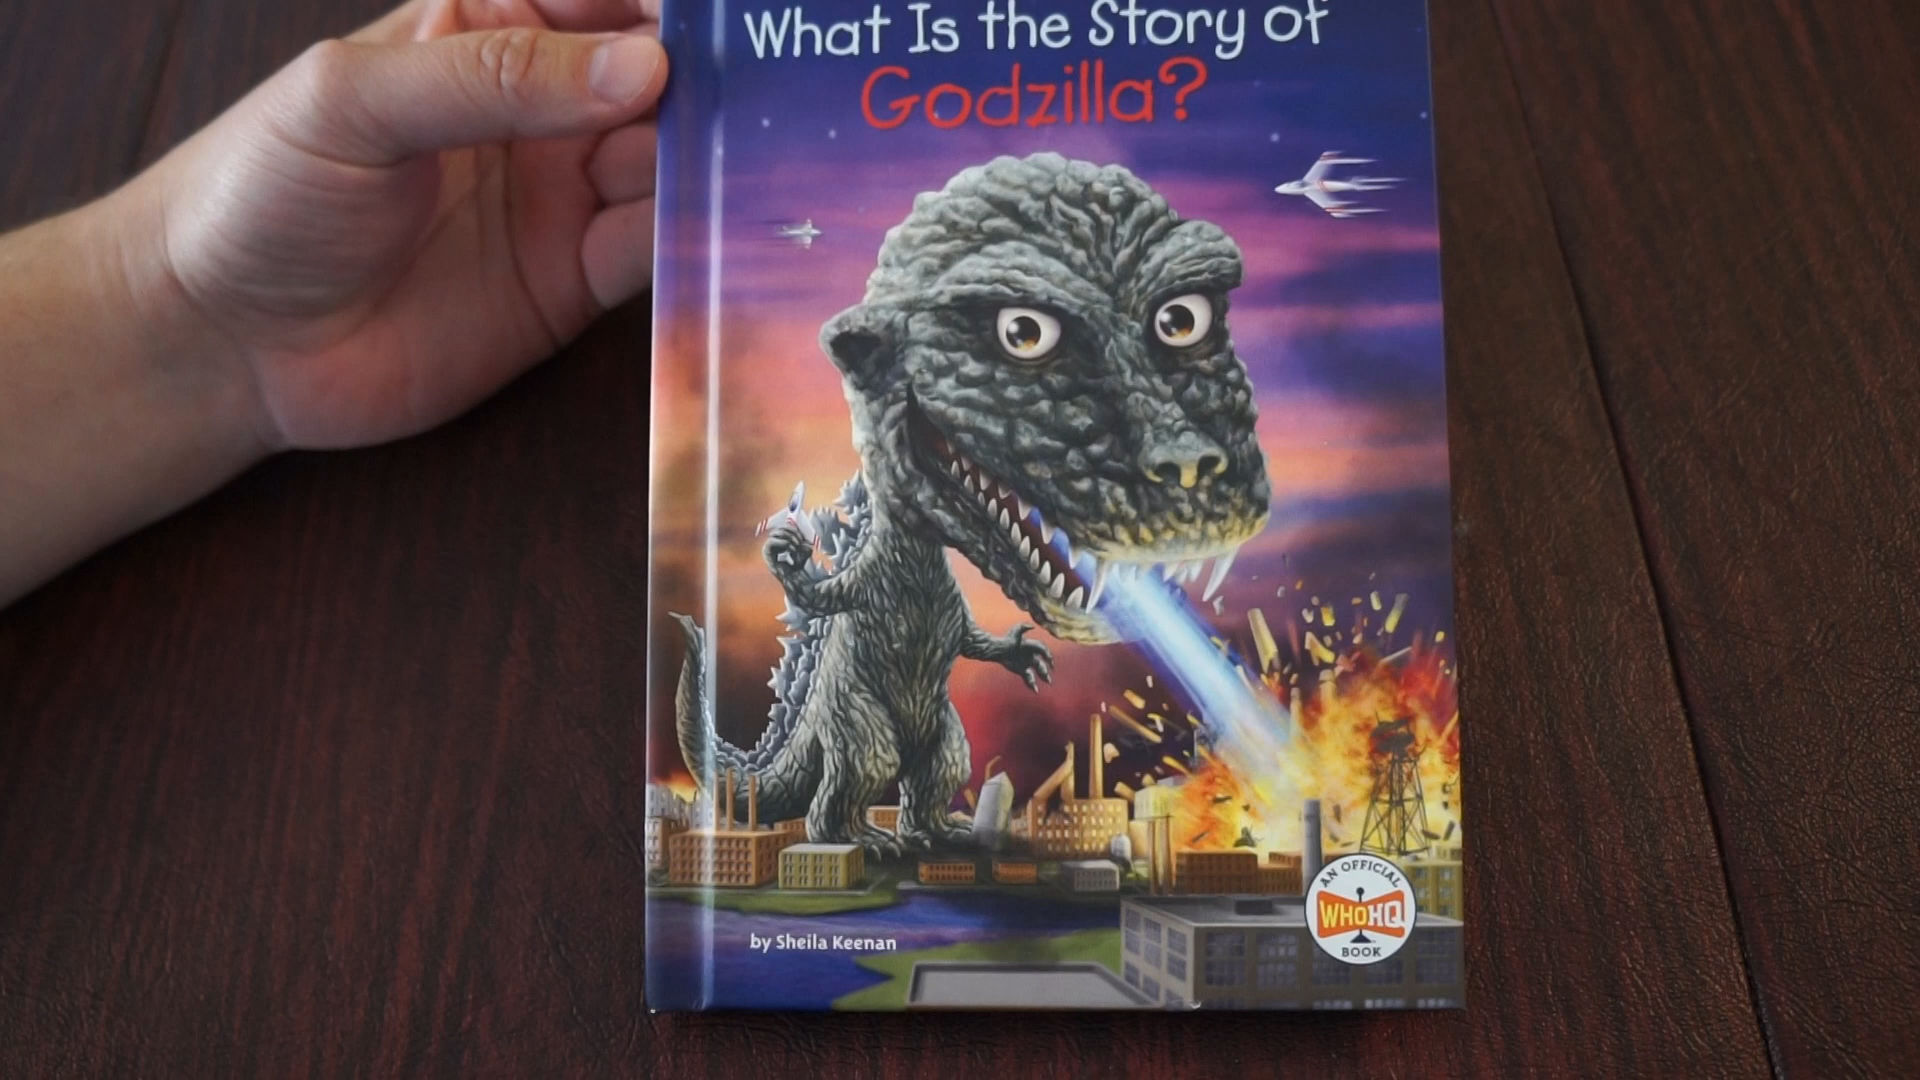 What Is the Story of
Godzilla?
by Sheila Keenan
AN OFFICIAL
WHOHQ
BOOK